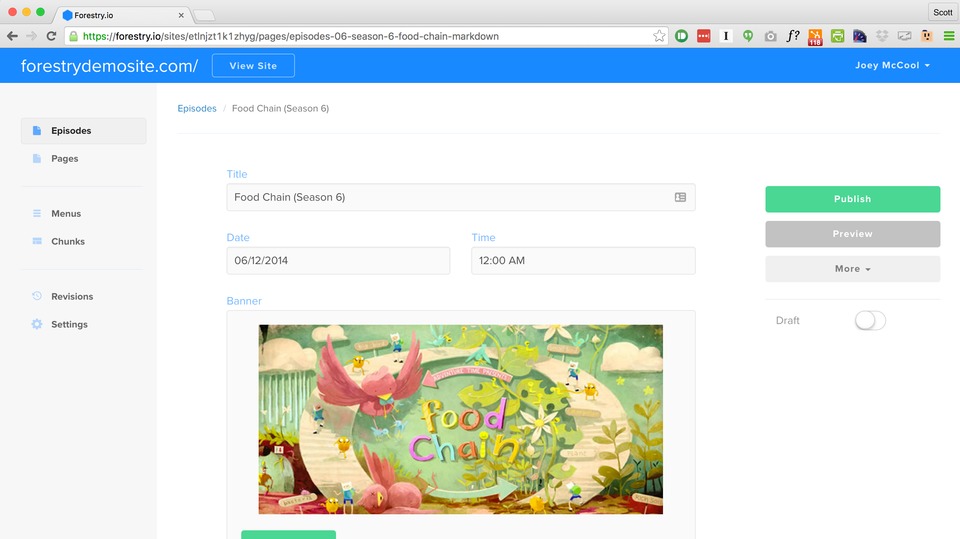 Forestry.io
Scott
https://forestry.io/sites/etlnjzt1k1zhyg/pages/episodes-06-season-6-food-chain-markdown
f?
118
forestrydemosite.com/
View Site
Joey McCool
Episodes
Pages
Menus
Chunks
Revisions
Settings
Episodes / Food Chain (Season 6)
Title
Food Chain (Season 6)
Date
Time
06/12/2014
12:00 AM
Banner
ADVENTURE TIME PRESENTS
food
Chain
Publish
Preview
More
Draft